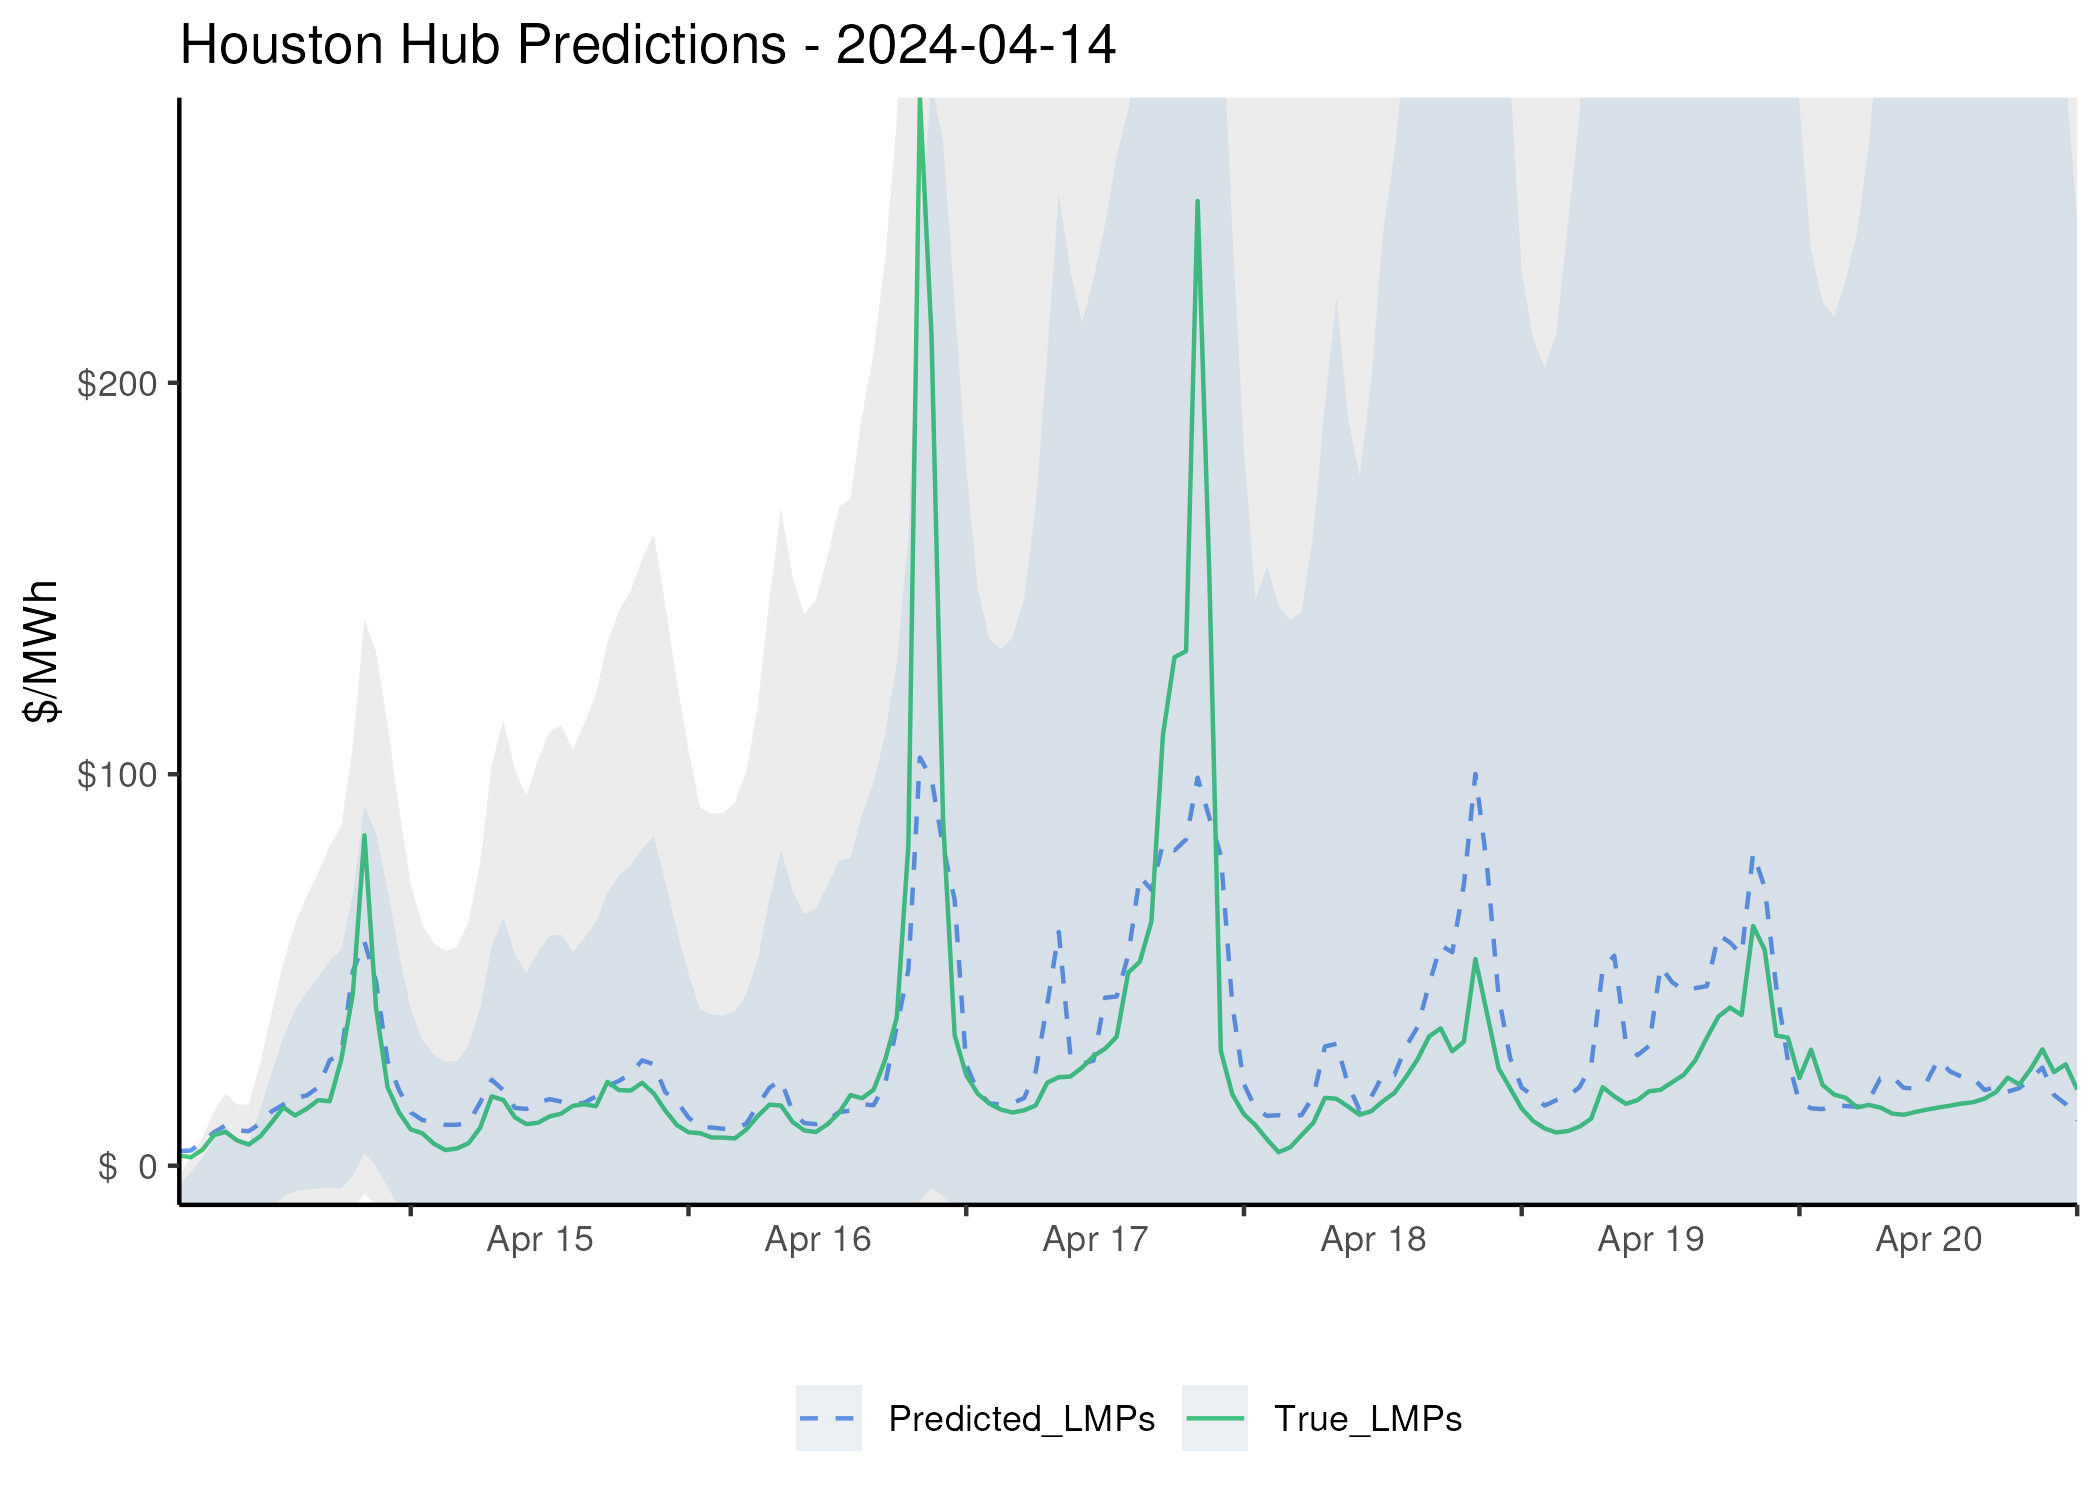 Houston Hub Predictions - 2024-04-14
$/MWh
$200
$100
$ 0
Apr 15 Apr 16 Apr 17 Apr 18 Apr 19 Apr 20
Predicted_LMPs True_LMPs